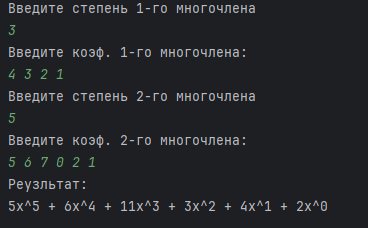 Введите степень 1-го многочлена
3
Введите коэф. 1-го многочлена:
4 3 2 1
Введите степень 2-го многочлена
5
Введите коэф. 2-го многочлена:
5 6 7 0 2 1
Реузльтат:
5x^5 + 6x^4 + 11x^3 + 3x^2 + 4x^1 + 2x^0